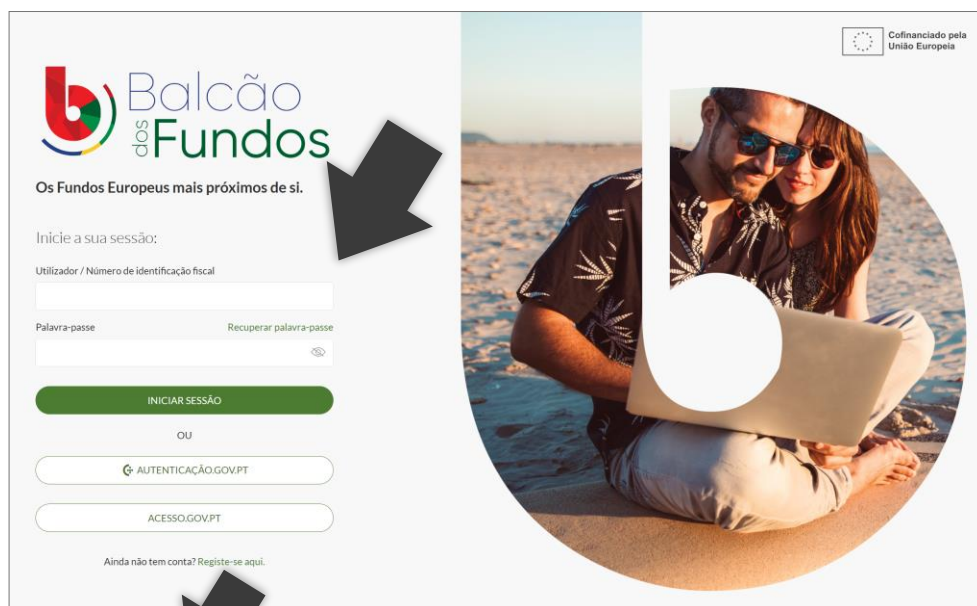 Cofinanciado pela
União Europeia
Balcão
dos Fundos
Os Fundos Europeus mais próximos de si.
Inicie a sua sessão:
Utilizador / Número de identificação fiscal
Palavra-passe Recuperar palavra-passe
INICIAR SESSÃO
OU
AUTENTICAÇÃO.GOV.PT
ACESSO.GOV.PT
Ainda não tem conta? Registe-se aqui.